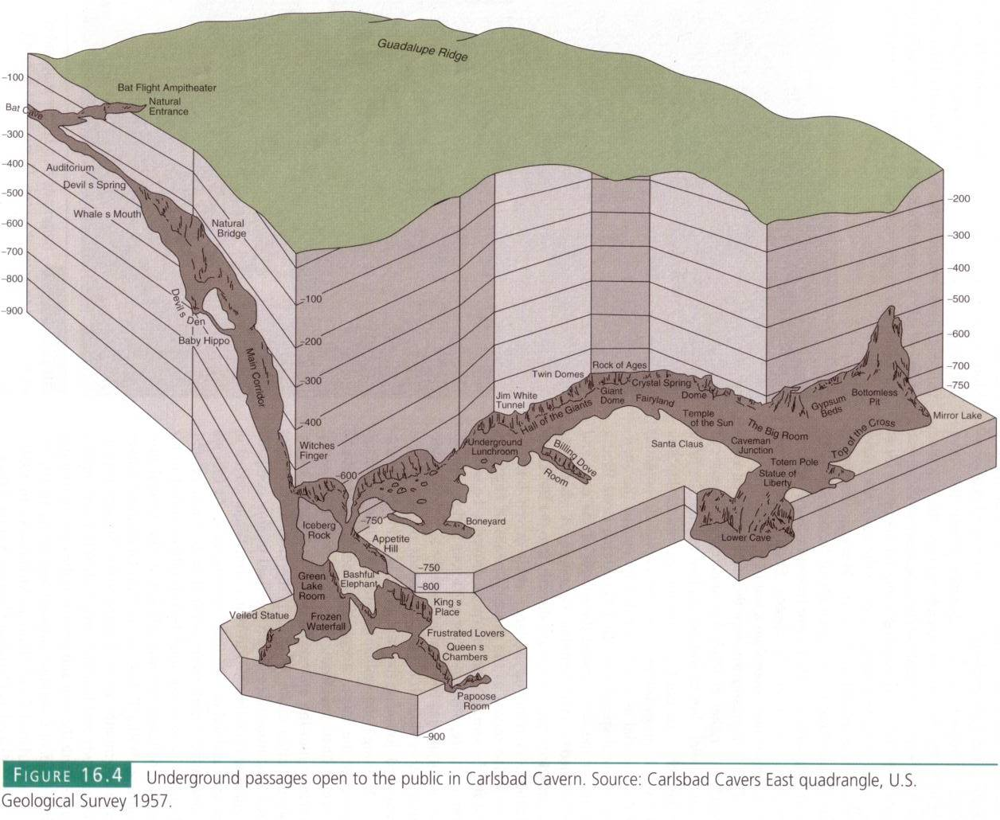 Guadalupe Ridge
-100
Bat Flight Ampitheater
Natural
Entrance
Bat Cave
-300
-400
Auditorium
Devil s Spring
-500
Whale s Mouth
-600
Natural
Bridge
-700
-800
-900
Devil s Den
Baby Hippo
Main Corridor
-100
-200
-300
-400
Witches
Finger
-600
-200
-300
-400
-500
-600
-700
-750
Rock of Ages
Twin Domes
Crystal Spring
Jim White
Tunnel
Giant
Dome
Dome
Hall of the Giants
Fairyland
Gypsum
Beds
Bottomless
Pit
Mirror Lake
Temple
of the Sun
The Big Room
Top of the Cross
Underground
Lunchroom
Billing Dove
Room
Santa Claus
Caveman
Junction
Totem Pole
Statue of
Liberty
Lower Cave
Boneyard
-750
Iceberg
Rock
Appetite
Hill
-750
-800
Green
Lake
Room
Bashful
Elephant
King s
Place
Veiled Statue
Frozen
Waterfall
Frustrated Lovers
Queen s
Chambers
Papoose
Room
-900
FIGURE 16.4 Underground passages open to the public in Carlsbad Cavern. Source: Carlsbad Cavers East quadrangle, U.S.
Geological Survey 1957.